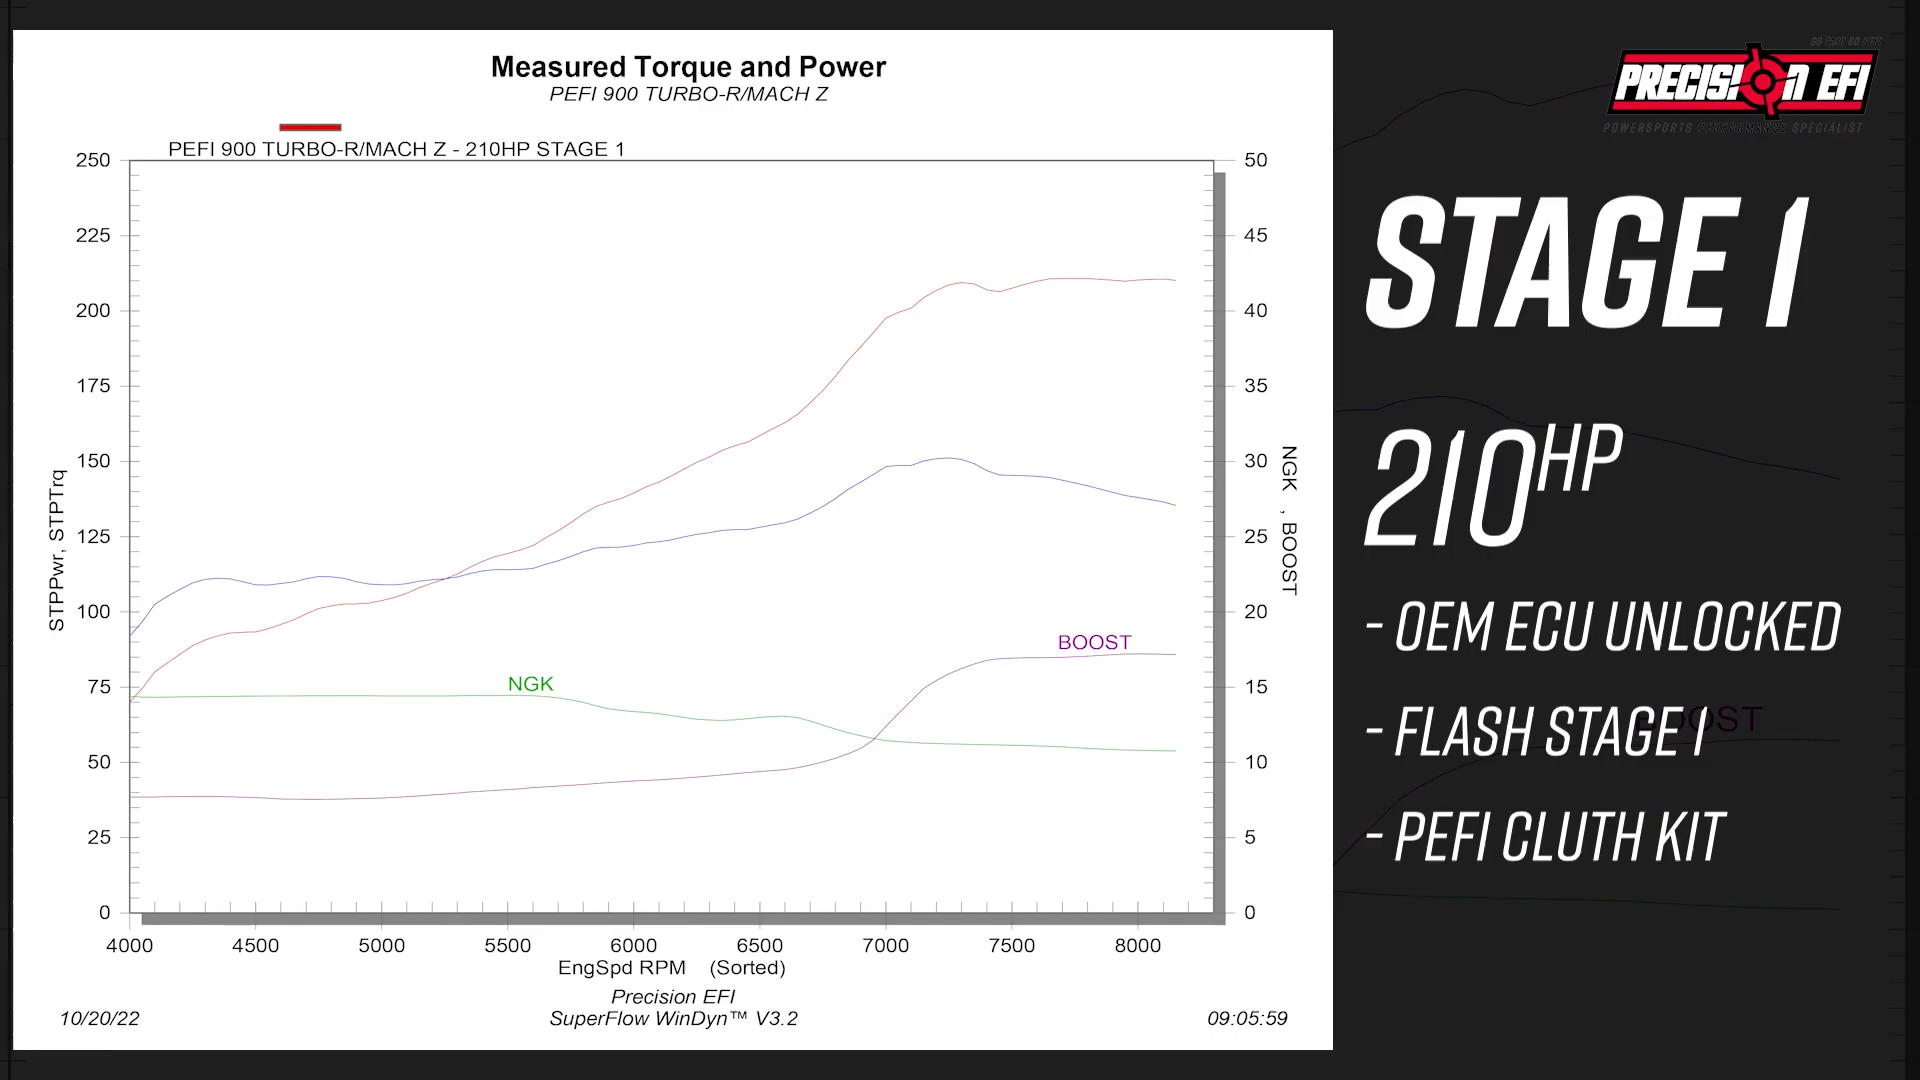 Measured Torque and Power
PEFI 900 TURBO-R/MACH Z
PEFI 900 TURBO-R/MACH Z - 210HP STAGE 1
250
225
200
175
150
125
100
75
50
25
0
STPPwr, STPTrq
50
45
40
35
30
25
20
15
10
5
0
NGK , BOOST
BOOST
NGK
4000 4500 5000 5500 6000 6500 7000 7500 8000
EngSpd RPM (Sorted)
Precision EFI
SuperFlow WinDyn™ V3.2
10/20/22
09:05:59
GO FAST GO PEFI
PRECISION EFI
POWERSPORTS PERFORMANCE SPECIALIST
STAGE 1
210HP
- OEM ECU UNLOCKED
- FLASH STAGE 1
- PEFI CLUTH KIT